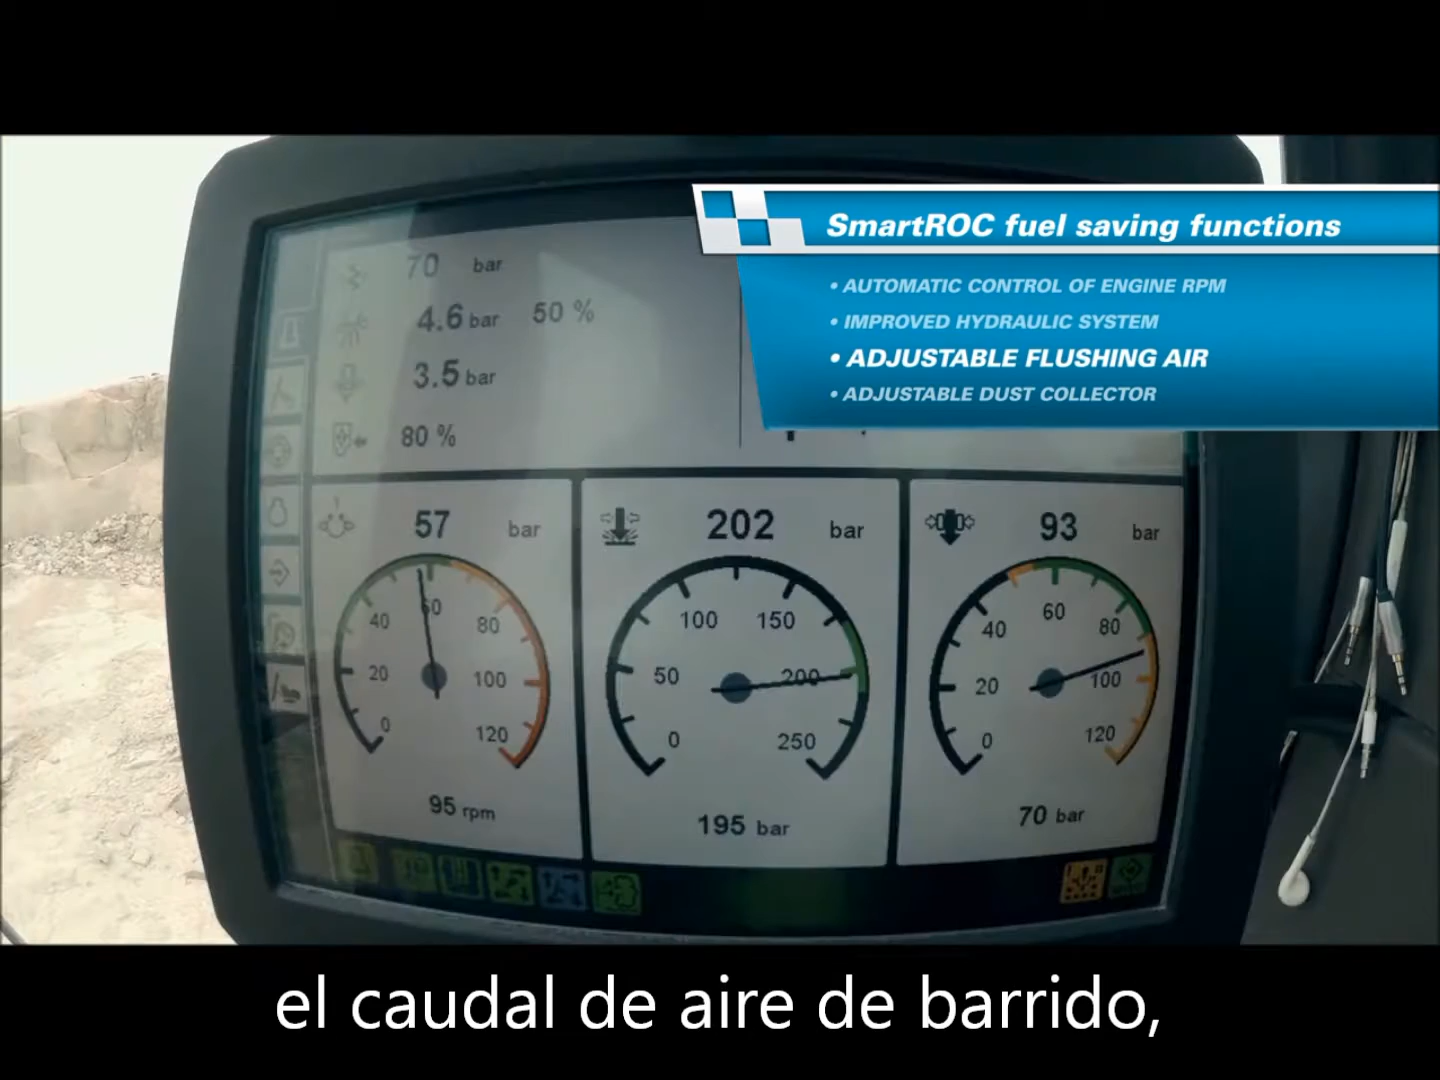 SmartROC fuel saving functions
• AUTOMATIC CONTROL OF ENGINE RPM
• IMPROVED HYDRAULIC SYSTEM
• ADJUSTABLE FLUSHING AIR
• ADJUSTABLE DUST COLLECTOR
70 bar
4.6 bar 50 %
3.5 bar
80 %
57 bar
0 20 40 60 80 100 120
95 rpm
202 bar
0 50 100 150 200 250
195 bar
93 bar
0 20 40 60 80 100 120
70 bar
el caudal de aire de barrido,